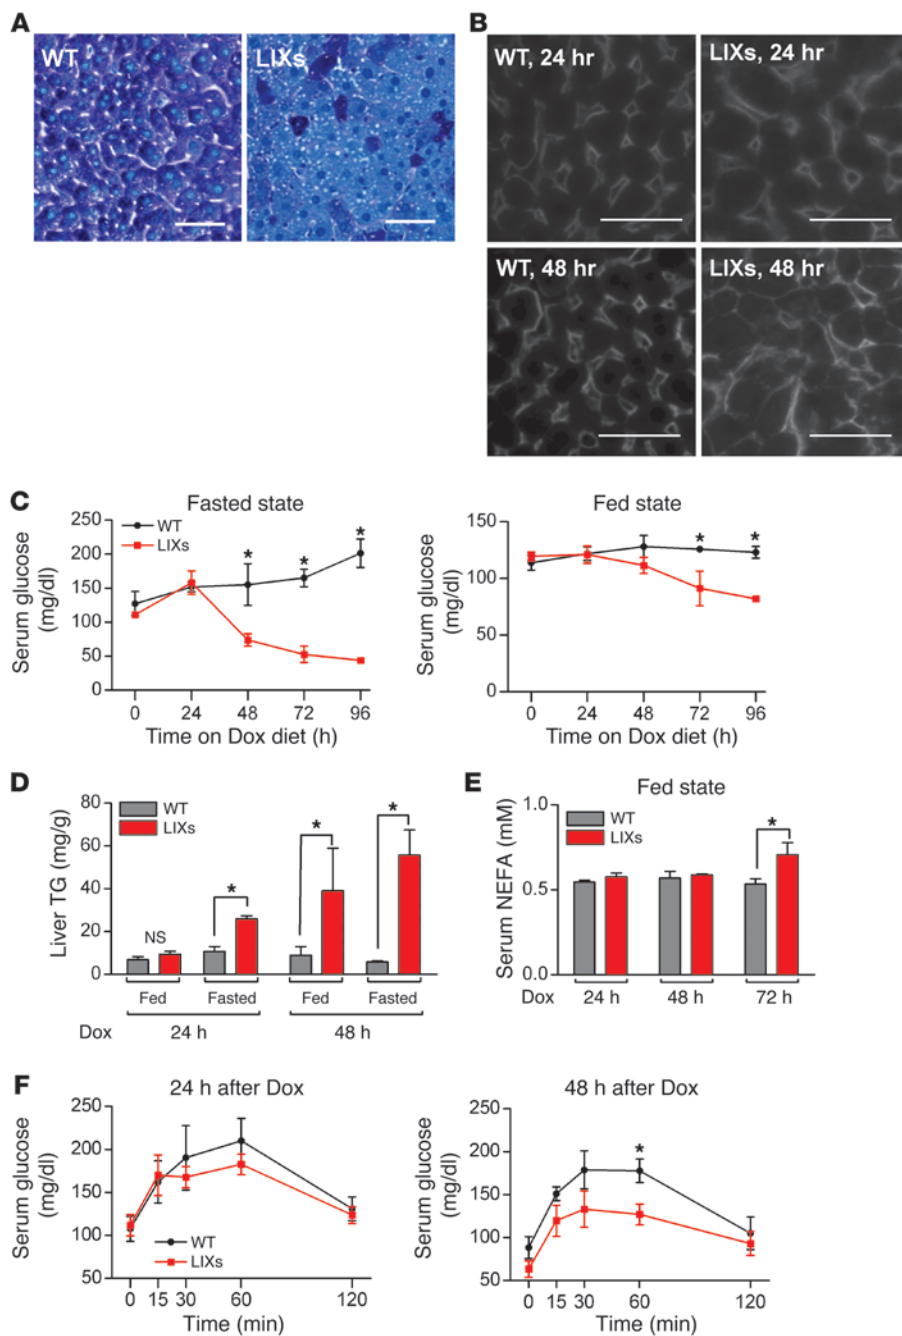 A
WT
LIXs
B
WT, 24 hr
LIXs, 24 hr
WT, 48 hr
LIXs, 48 hr
C
Fasted state
Serum glucose
(mg/dl)
250
200
150
100
50
0
WT
LIXs
*
*
*
0 24 48 72 96
Time on Dox diet (h)
Fed state
Serum glucose
(mg/dl)
150
100
50
0
*
*
0 24 48 72 96
Time on Dox diet (h)
D
Liver TG (mg/g)
80
60
40
20
0
WT
LIXs
NS
*
*
*
Fed Fasted Fed Fasted
Dox 24 h 48 h
E
Fed state
Serum NEFA (mM)
1.0
0.5
0.0
WT
LIXs
*
Dox 24 h 48 h 72 h
F
24 h after Dox
Serum glucose
(mg/dl)
250
200
150
100
50
WT
LIXs
0 15 30 60 120
Time (min)
48 h after Dox
Serum glucose
(mg/dl)
250
200
150
100
50
*
0 15 30 60 120
Time (min)